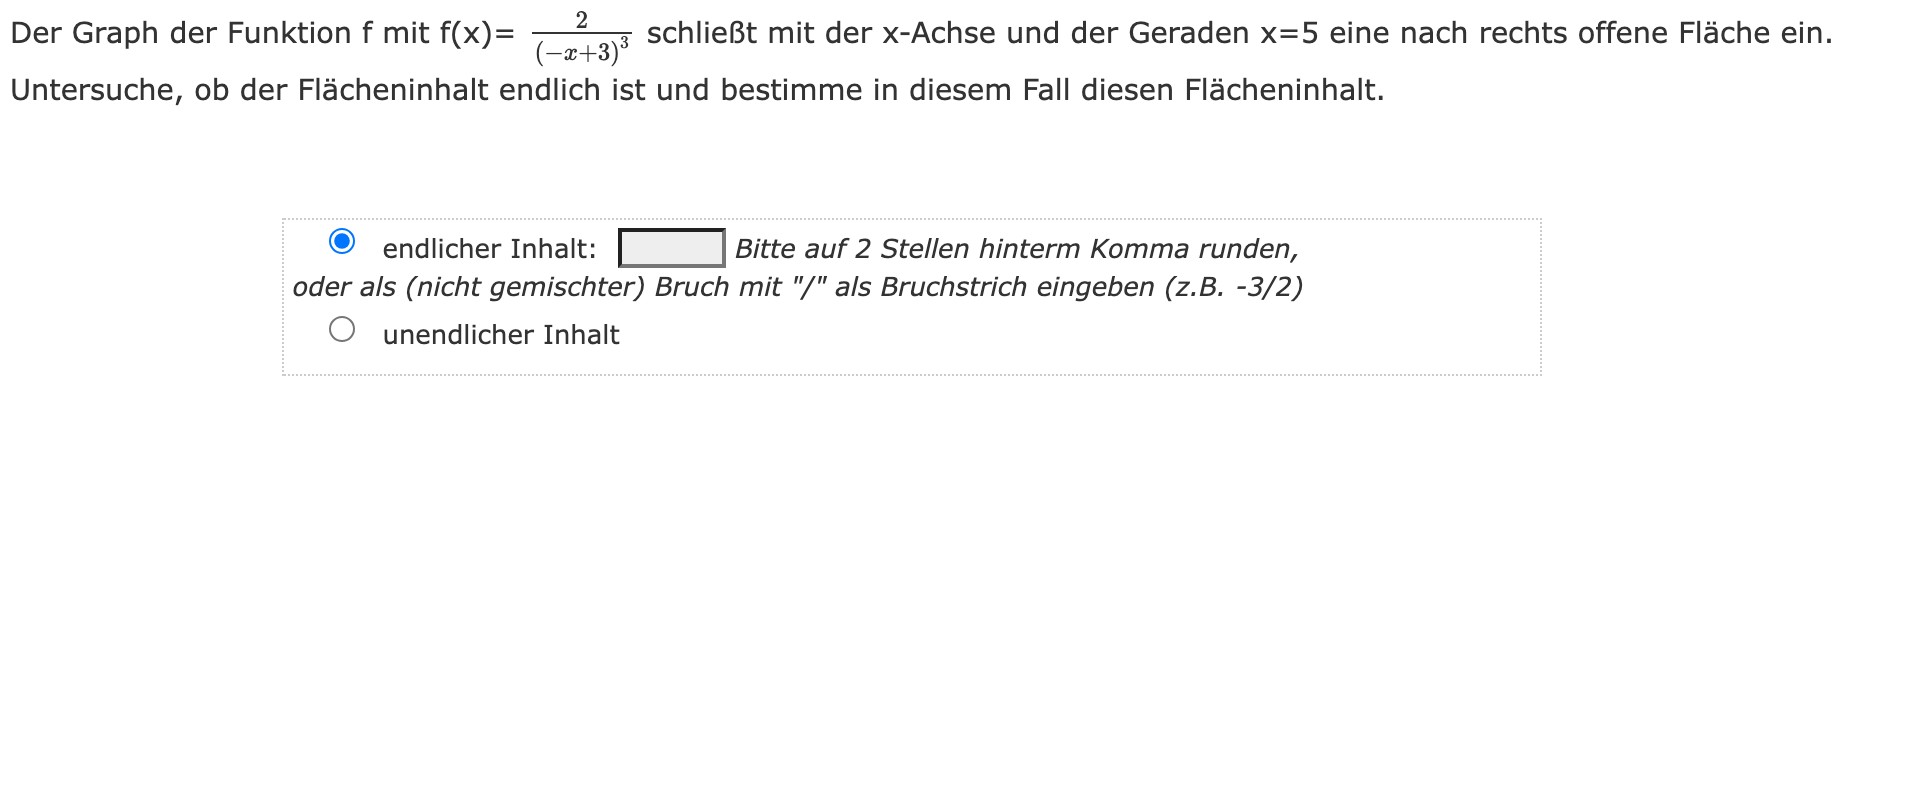 Der Graph der Funktion f mit f(x)= \frac{2}{(-x+3)^3} schließt mit der x-Achse und der Geraden x=5 eine nach rechts offene Fläche ein.
Untersuche, ob der Flächeninhalt endlich ist und bestimme in diesem Fall diesen Flächeninhalt.
endlicher Inhalt: Bitte auf 2 Stellen hinterm Komma runden,
oder als (nicht gemischter) Bruch mit "/" als Bruchstrich eingeben (z.B. -3/2)
unendlicher Inhalt